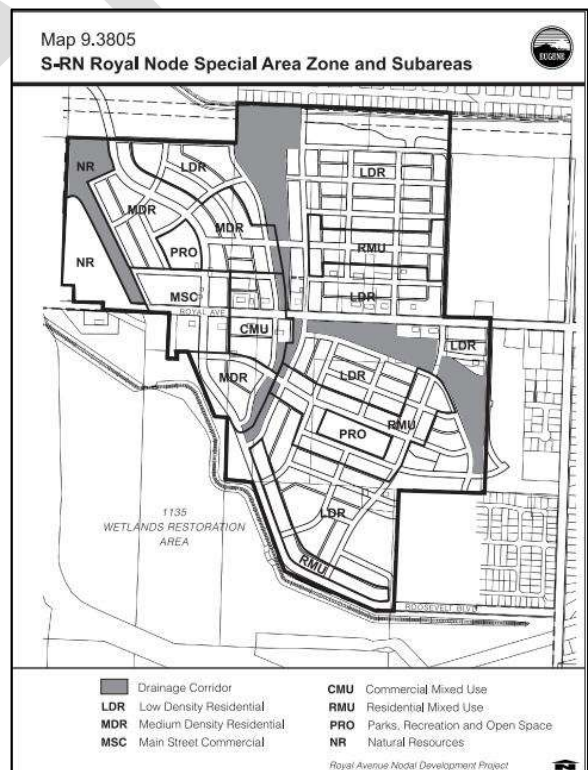 Map 9.3805
S-RN Royal Node Special Area Zone and Subareas
EUGENE
NR
LDR
LDR
MDR
MDR
PRO
RMU
NR
MSC
LDR
ROYAL AVE
CMU
LDR
MDR
LDR
RMU
PRO
1135
WETLANDS RESTORATION
AREA
LDR
RMU
ROOSEVELT BLVD
Drainage Corridor
LDR Low Density Residential
MDR Medium Density Residential
MSC Main Street Commercial
CMU Commercial Mixed Use
RMU Residential Mixed Use
PRO Parks, Recreation and Open Space
NR Natural Resources
Royal Avenue Nodal Development Project
N